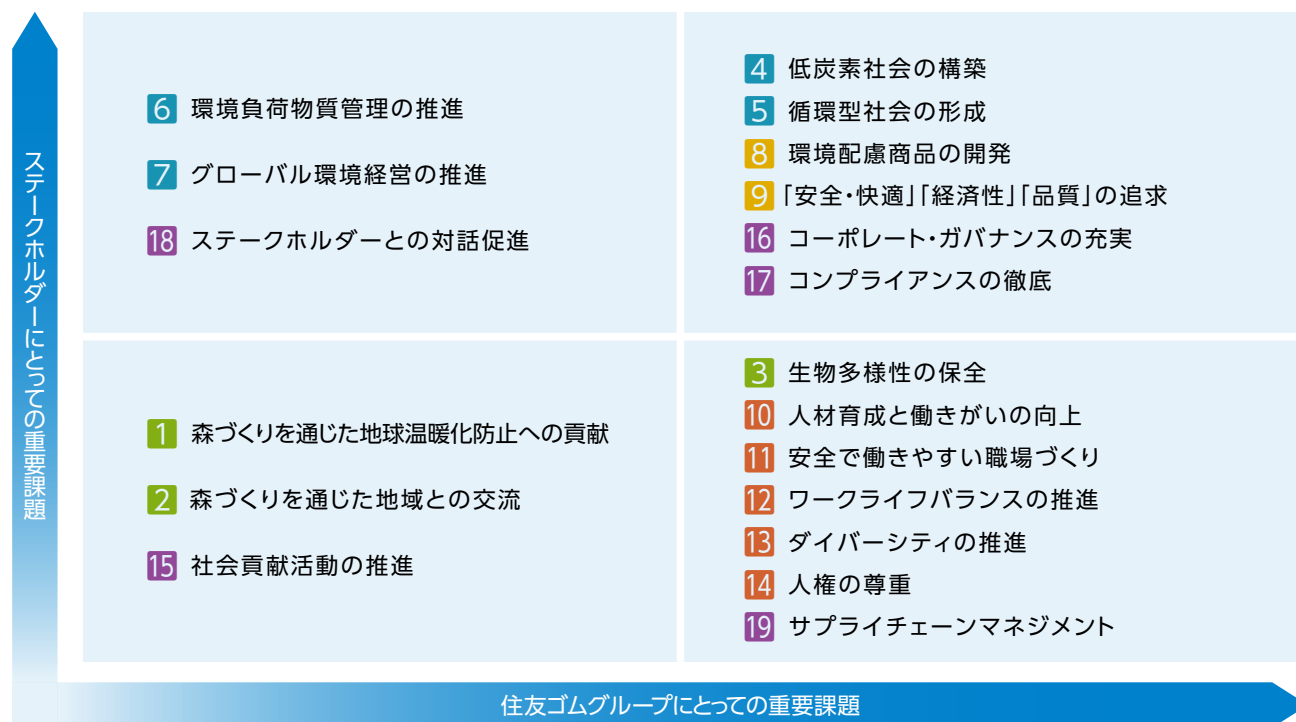 ステークホルダーにとっての重要課題
6 環境負荷物質管理の推進
7 グローバル環境経営の推進
18 ステークホルダーとの対話促進
4 低炭素社会の構築
5 循環型社会の形成
8 環境配慮商品の開発
9 「安全・快適」「経済性」「品質」の追求
16 コーポレート・ガバナンスの充実
17 コンプライアンスの徹底
1 森づくりを通じた地球温暖化防止への貢献
2 森づくりを通じた地域との交流
15 社会貢献活動の推進
3 生物多様性の保全
10 人材育成と働きがいの向上
11 安全で働きやすい職場づくり
12 ワークライフバランスの推進
13 ダイバーシティの推進
14 人権の尊重
19 サプライチェーンマネジメント
住友ゴムグループにとっての重要課題